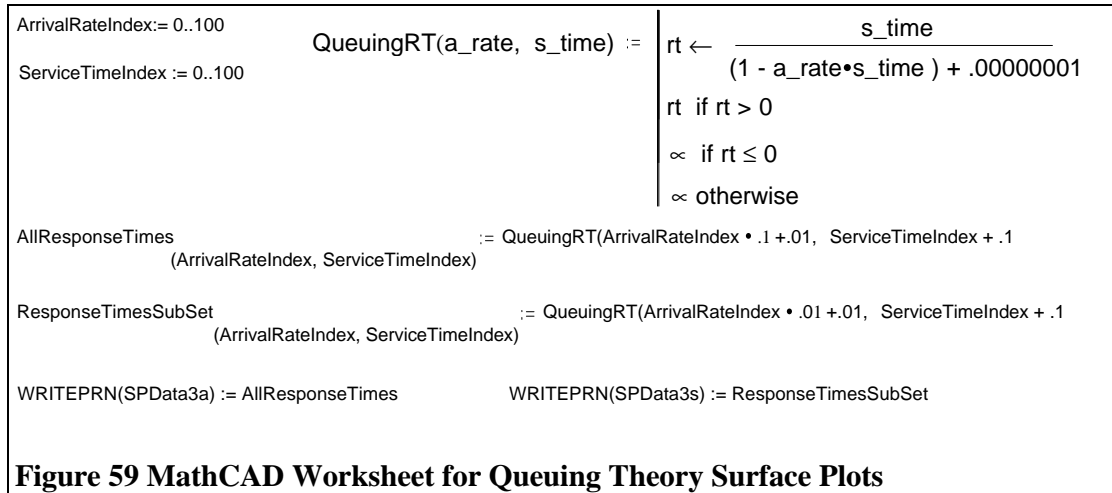 ArrivalRateIndex:= 0..100
ServiceTimeIndex := 0..100
QueuingRT(a_rate, s_time) := rt ← s_time
(1 - a_rate•s_time ) + .00000001
rt if rt > 0
∝ if rt ≤ 0
∝ otherwise
AllResponseTimes := QueuingRT(ArrivalRateIndex • .1 +.01, ServiceTimeIndex + .1
(ArrivalRateIndex, ServiceTimeIndex)
ResponseTimesSubSet := QueuingRT(ArrivalRateIndex • .01 +.01, ServiceTimeIndex + .1
(ArrivalRateIndex, ServiceTimeIndex)
WRITEPRN(SPData3a) := AllResponseTimes WRITEPRN(SPData3s) := ResponseTimesSubSet
Figure 59 MathCAD Worksheet for Queuing Theory Surface Plots